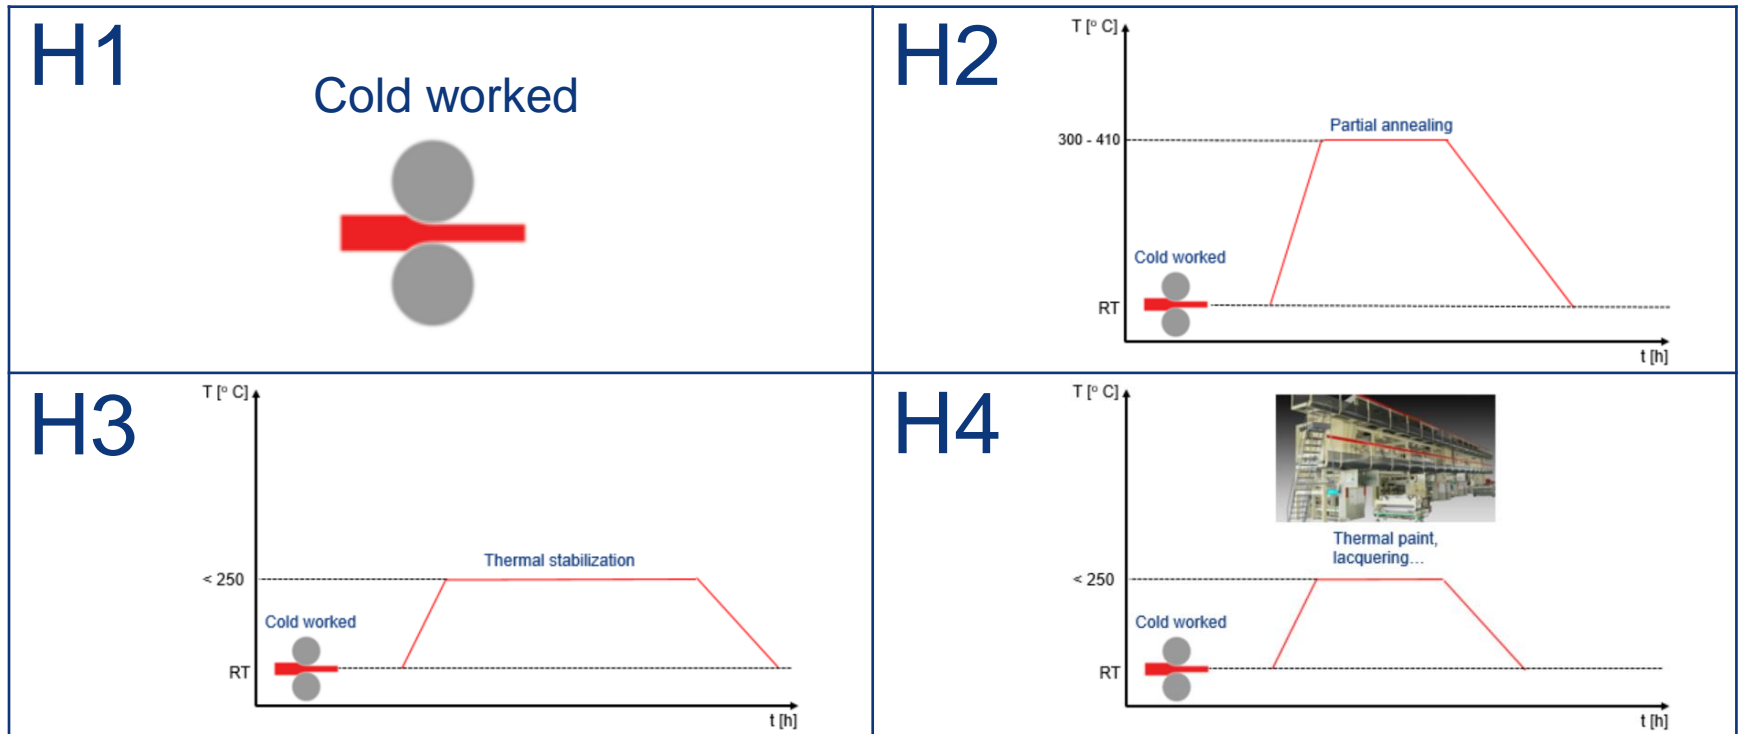 H1
Cold worked
H2
T [° C]
Partial annealing
300 - 410
Cold worked
RT
t [h]
H3
T [° C]
Thermal stabilization
< 250
Cold worked
RT
t [h]
H4
T [° C]
Thermal paint,
lacquering...
< 250
Cold worked
RT
t [h]